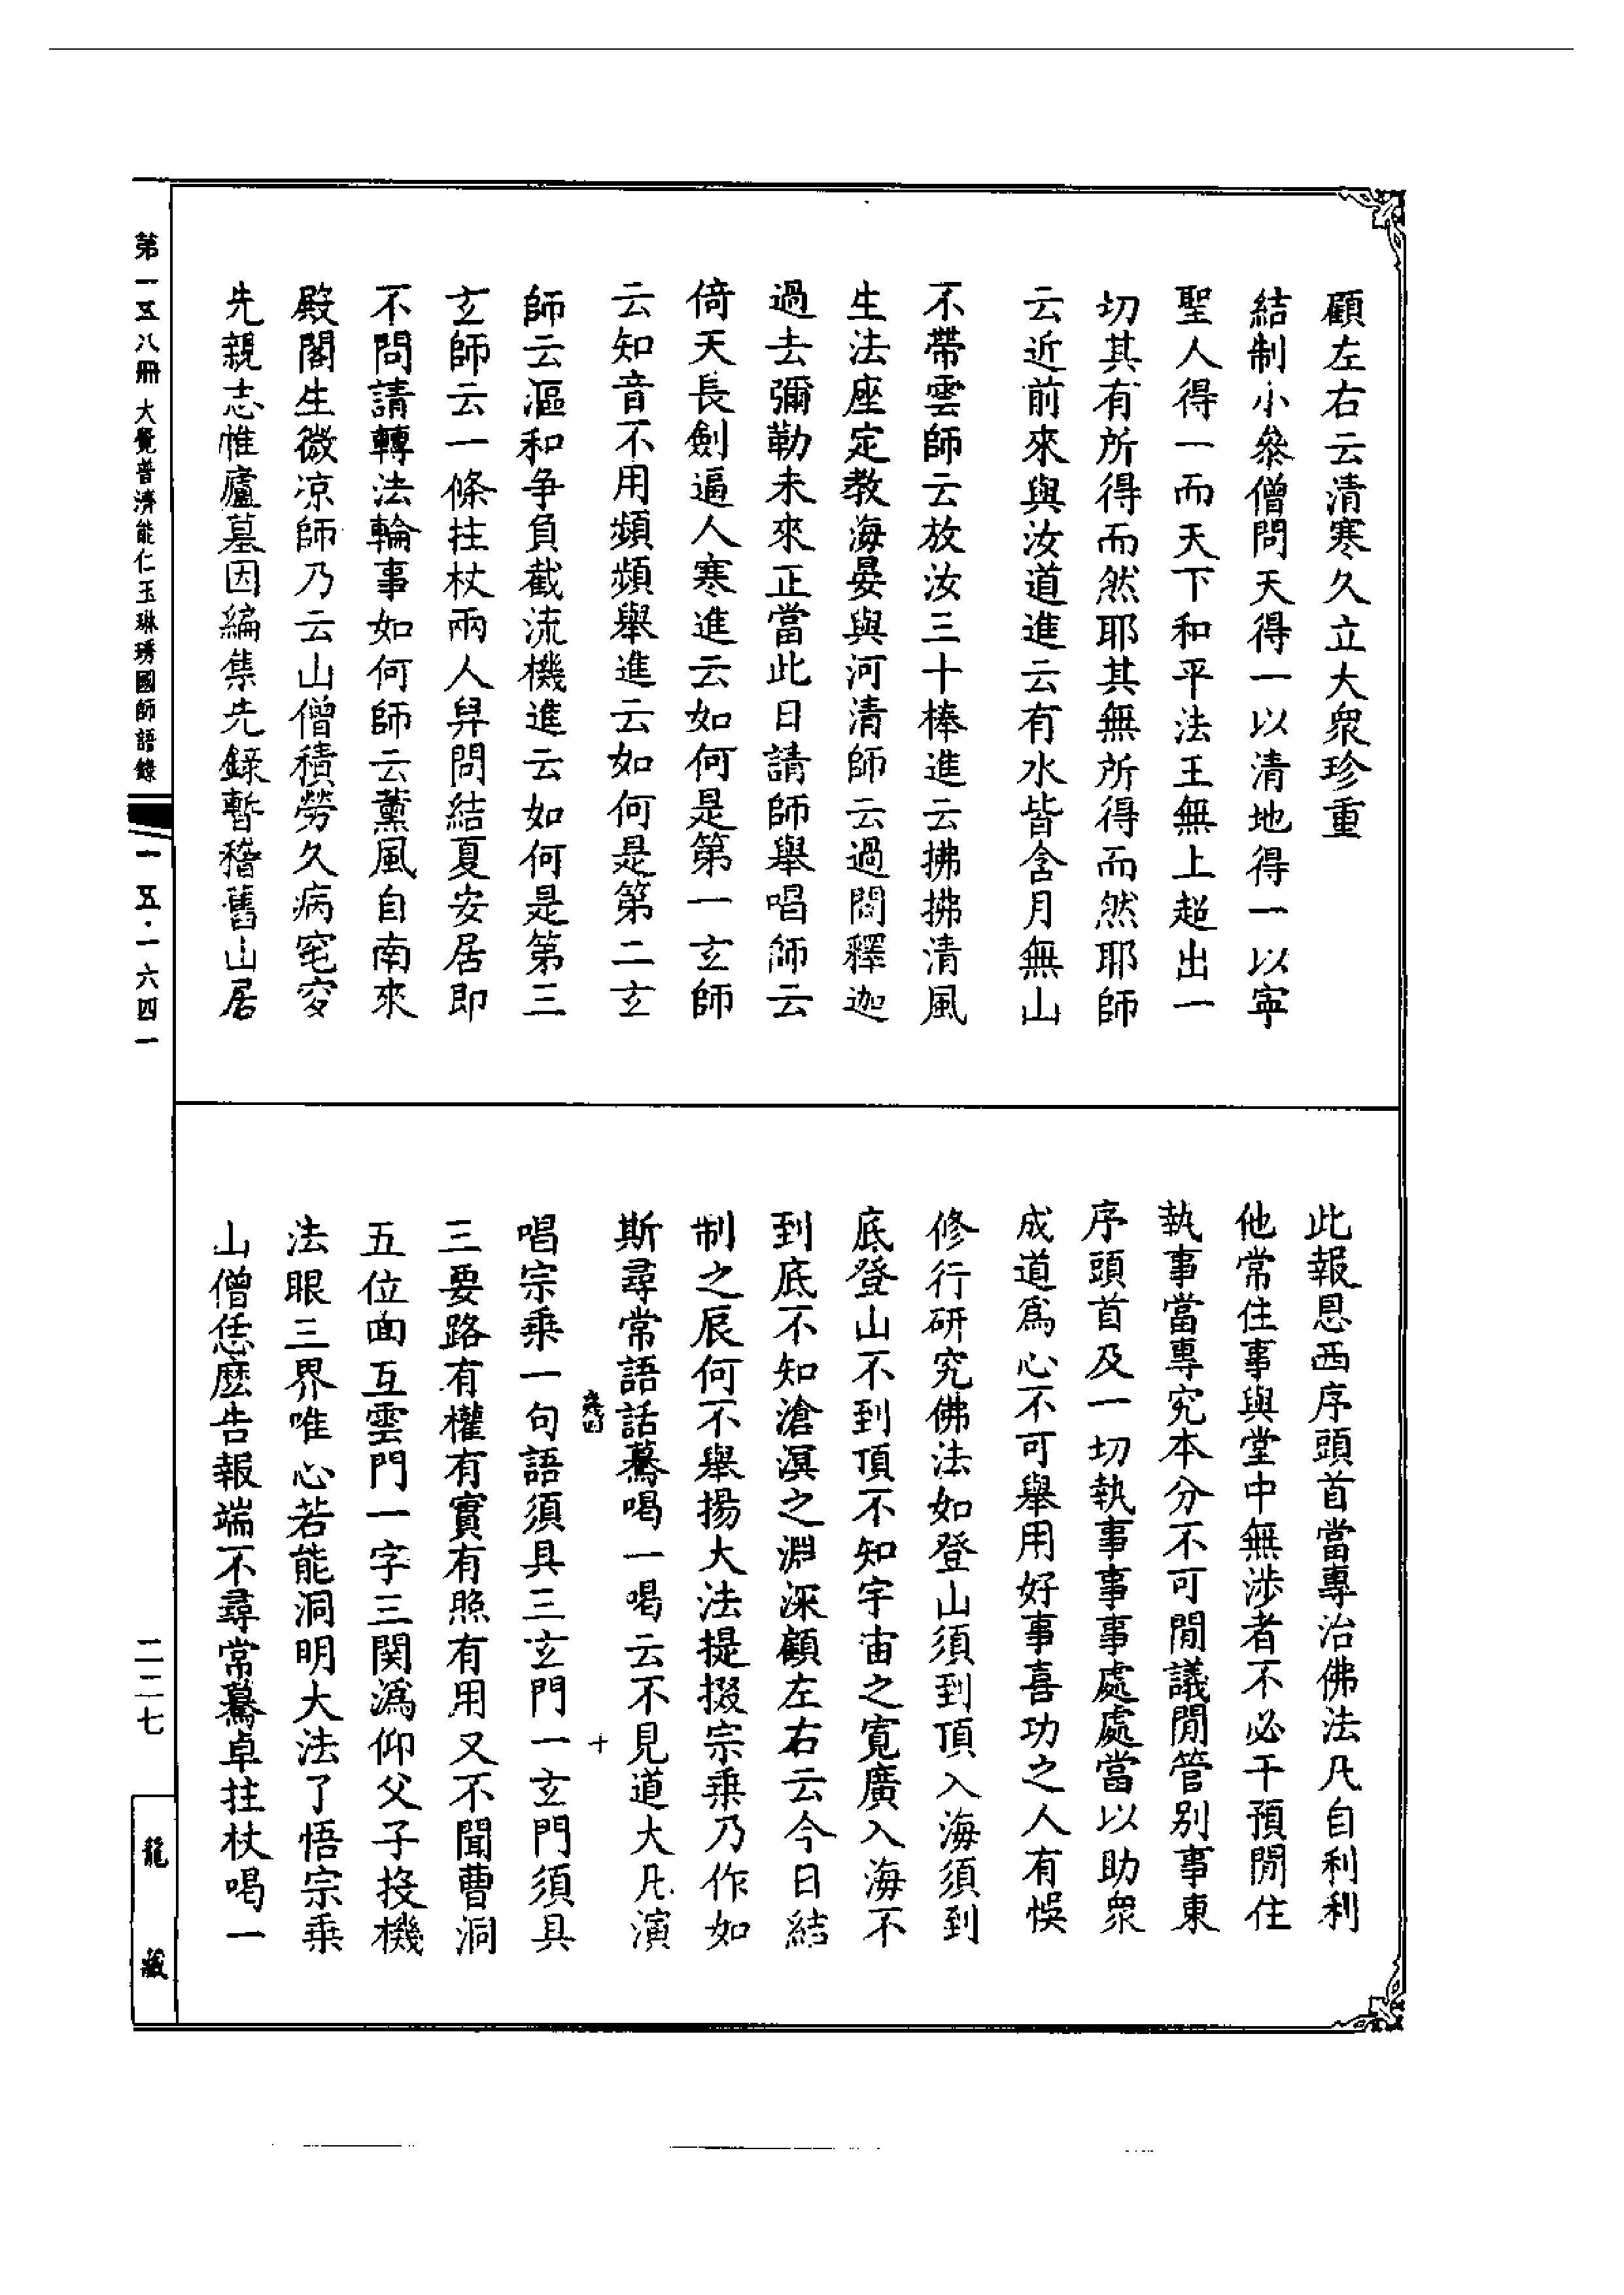 顧左右云清寒久立大衆珍重
結制小參僧問天得一以清地得一以寧
聖人得一而天下和平法王無上超出一
切其有所得而然耶其無所得而然耶師
云近前來與汝道進云有水皆含月無山
不帶雲師云放汝三十棒進云拂拂清風
生法座定教海晏與河清師云過閻釋迦
過去彌勒未來正當此日請師舉唱師云
倚天長劍逼人寒進云如何是第一玄師
云知音不用頻頻舉進云如何是第二玄
師云漚和争負截流機進云如何是第三
玄師云一條拄杖兩人舁問結夏安居即
不問請轉法輪事如何師云薰風自南來
殿閣生微凉師乃云山僧積勞久病窀穸
先親志惟廬墓因編集先錄暫稽舊山居
此報恩西序頭首當專治佛法凡自利利
他常住事與堂中無涉者不必干預閒住
執事當專究本分不可閒議閒管别事東
序頭首及一切執事事事處處當以助衆
成道爲心不可舉用好事喜功之人有悞
修行研究佛法如登山須到頂入海須到
底登山不到頂不知宇宙之寬廣入海不
到底不知滄溟之淵深顧左右云今日結
制之辰何不舉揚大法提掇宗乘乃作如
斯尋常語話驀喝一喝云不見道大凡演
唱宗乘一句語須具三玄門一玄門須具
三要路有權有實有照有用又不聞曹洞
五位面互雲門一字三関溈仰父子投機
法眼三界唯心若能洞明大法了悟宗乘
山僧恁麽告報端不尋常驀卓拄杖喝一
卷四
十
第一五八冊 大覺普濟能仁玉琳琇國師語錄
一五·一六四一
二二七
龍藏